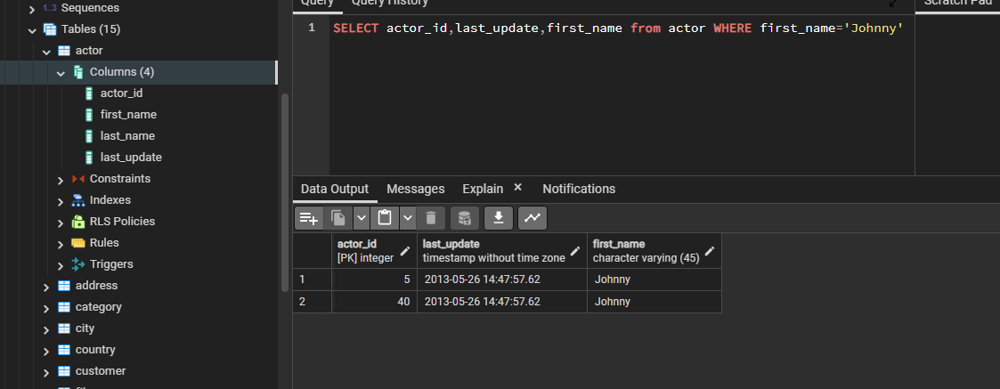 Sequences
Tables (15)
actor
Columns (4)
actor_id
first_name
last_name
last_update
Constraints
Indexes
RLS Policies
Rules
Triggers
address
category
city
country
customer
Query Query History
Scratch Pad
1 SELECT actor_id,last_update,first_name from actor WHERE first_name='Johnny'
Data Output Messages Explain × Notifications
actor_id last_update first_name
[PK] integer timestamp without time zone character varying (45)
1 5 2013-05-26 14:47:57.62 Johnny
2 40 2013-05-26 14:47:57.62 Johnny